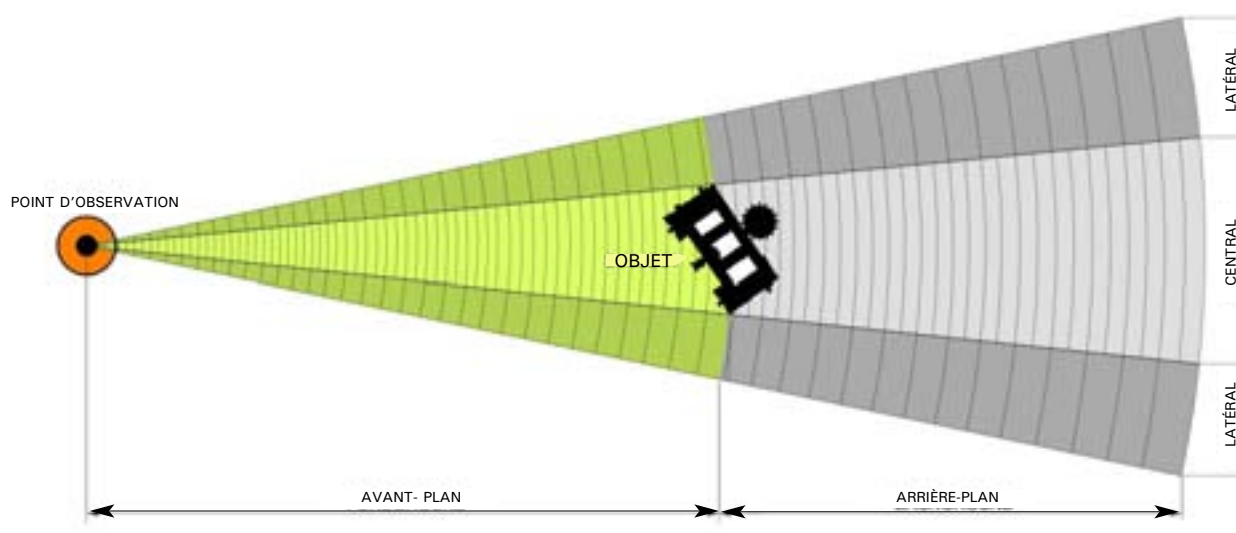 LATÉRAL
POINT D'OBSERVATION
OBJET
CENTRAL
LATÉRAL
AVANT- PLAN
ARRIÈRE-PLAN